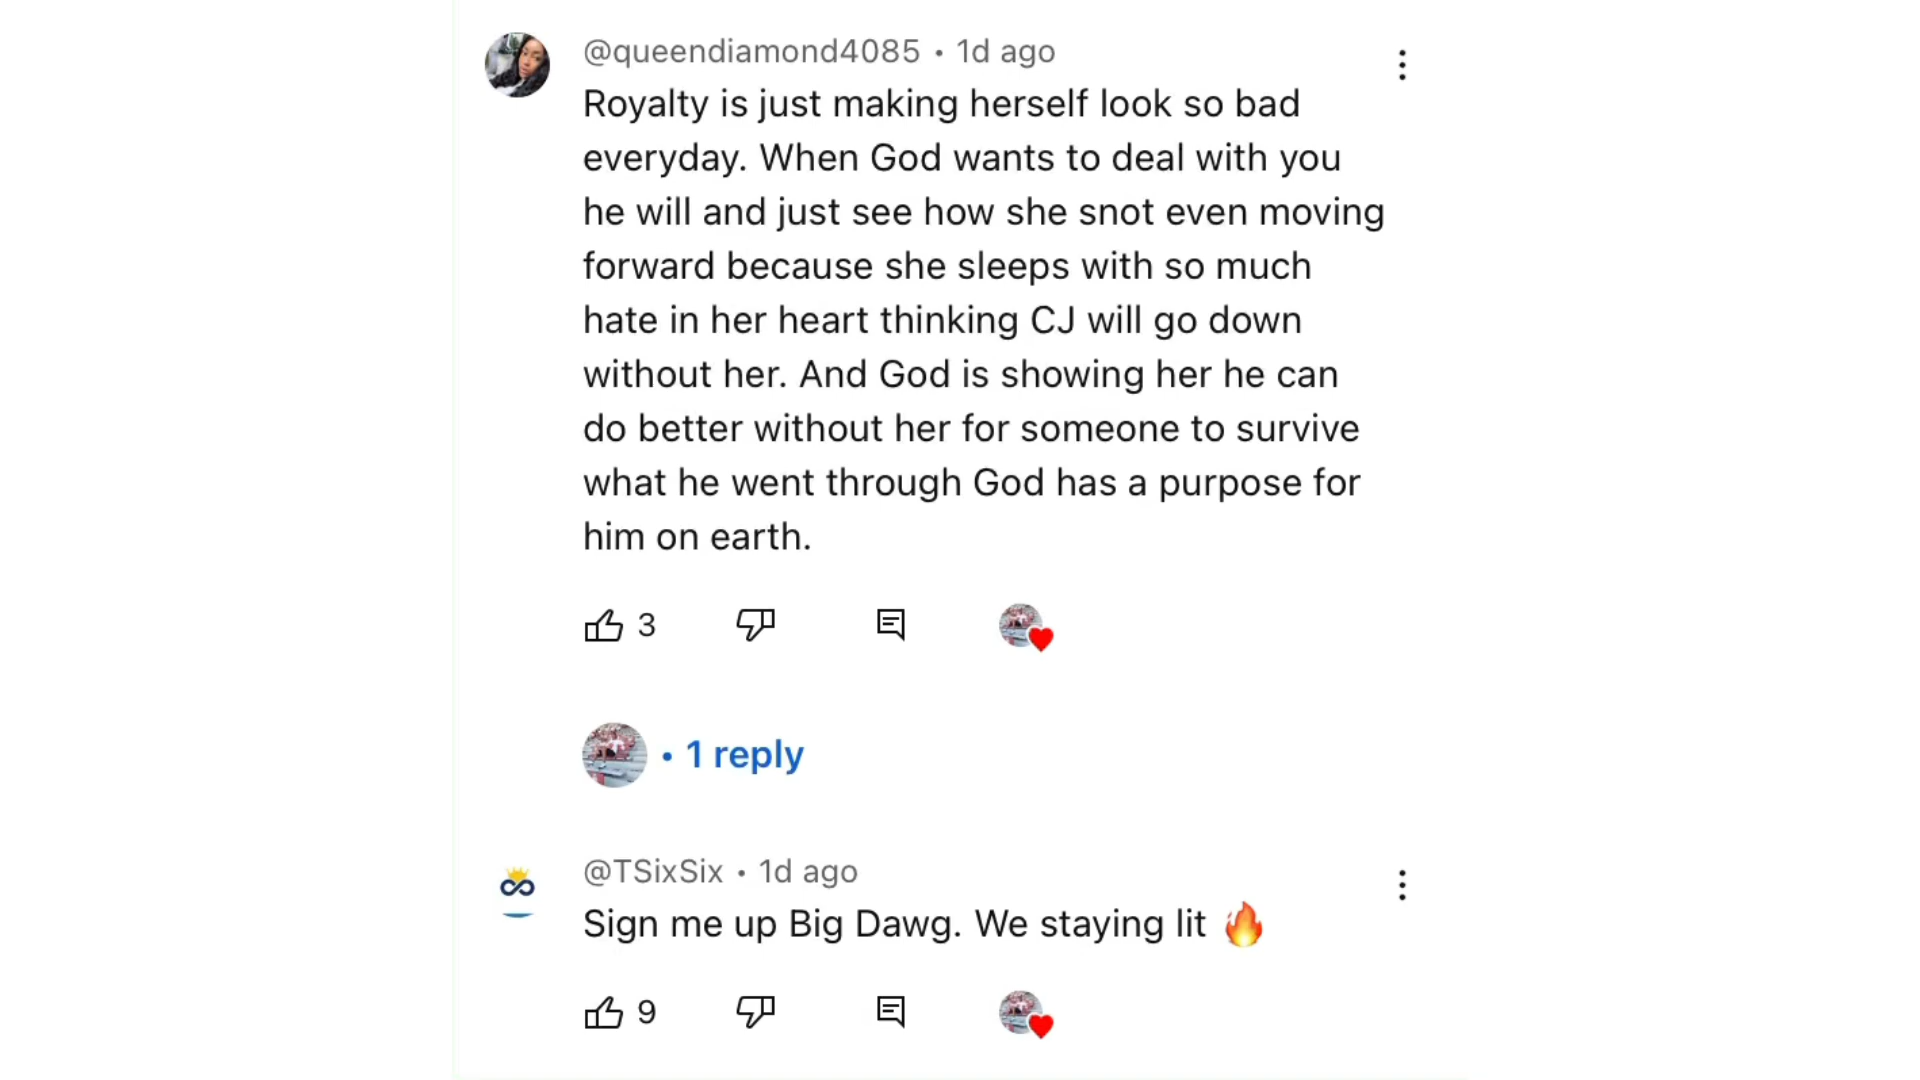 @queendiamond4085 • 1d ago
Royalty is just making herself look so bad
everyday. When God wants to deal with you
he will and just see how she snot even moving
forward because she sleeps with so much
hate in her heart thinking CJ will go down
without her. And God is showing her he can
do better without her for someone to survive
what he went through God has a purpose for
him on earth.
3
• 1 reply
@TSixSix • 1d ago
Sign me up Big Dawg. We staying lit 🔥
9